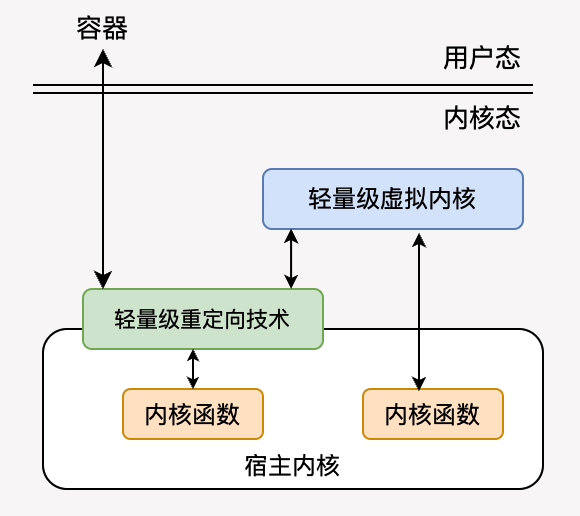 容器
用户态
内核态
轻量级虚拟内核
轻量级重定向技术
内核函数
内核函数
宿主内核